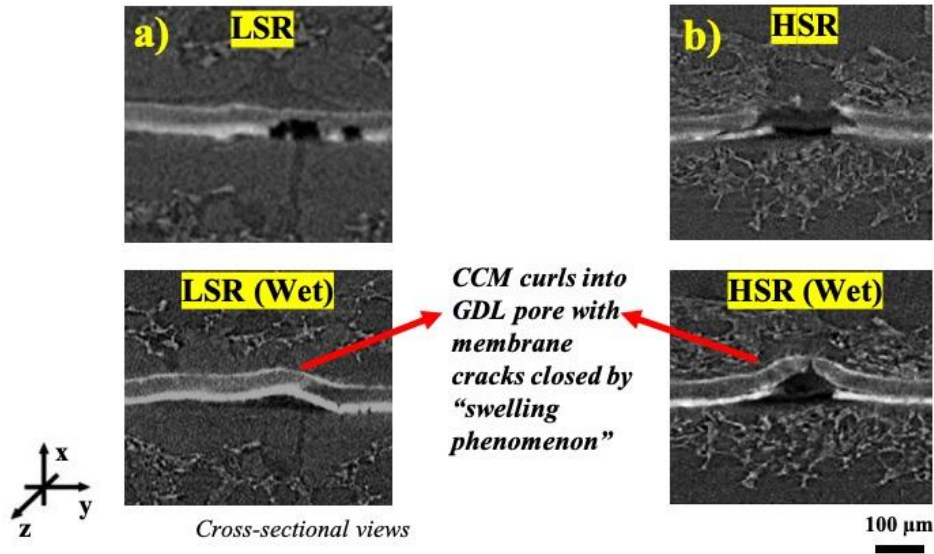 a)
LSR
b)
HSR
LSR (Wet)
CCM curls into
GDL pore with
membrane
cracks closed by
“swelling
phenomenon”
HSR (Wet)
x
y
z
Cross-sectional views
100 μm